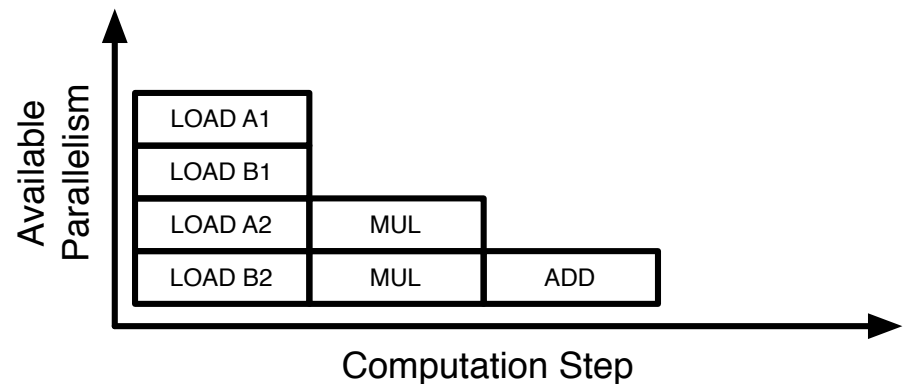 Available
Parallelism
LOAD A1
LOAD B1
LOAD A2 MUL
LOAD B2 MUL ADD
Computation Step